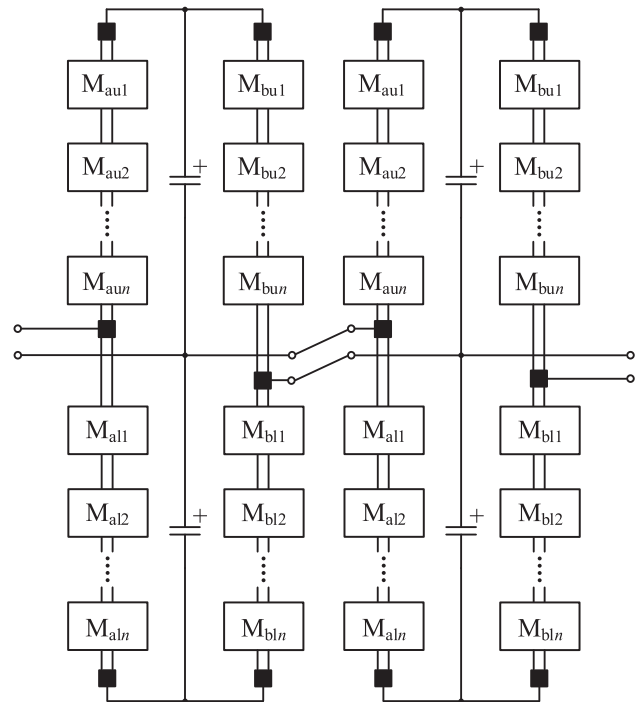 Mau1 Mbu1 Mau1 Mbu1
+ +
Mau2 Mbu2 Mau2 Mbu2
Maun Mbun Maun Mbun
Mal1 Mbl1 Mal1 Mbl1
+ +
Mal2 Mbl2 Mal2 Mbl2
Maln Mbln Maln Mbln